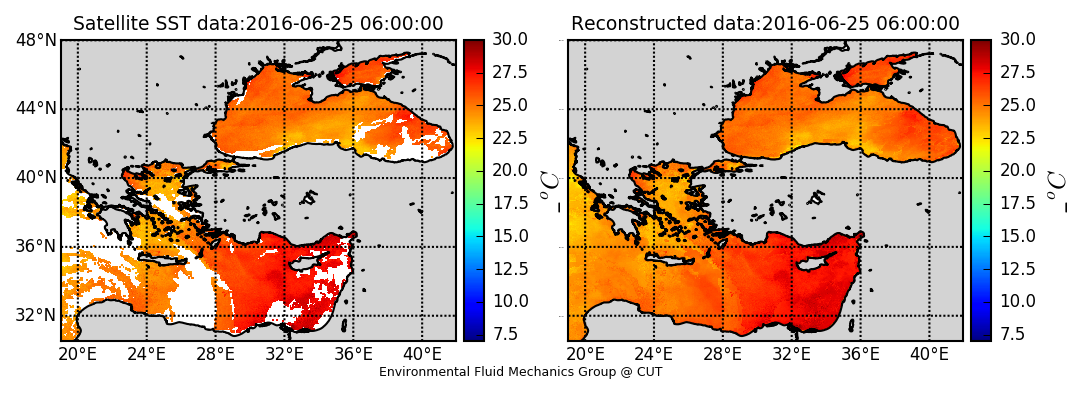 Satellite SST data:2016-06-25 06:00:00
Reconstructed data:2016-06-25 06:00:00
48°N
44°N
40°N
36°N
32°N
20°E 24°E 28°E 32°E 36°E 40°E
30.0
27.5
25.0
22.5
20.0
17.5
15.0
12.5
10.0
7.5
_ °C
20°E 24°E 28°E 32°E 36°E 40°E
30.0
27.5
25.0
22.5
20.0
17.5
15.0
12.5
10.0
7.5
_ °C
Environmental Fluid Mechanics Group @ CUT